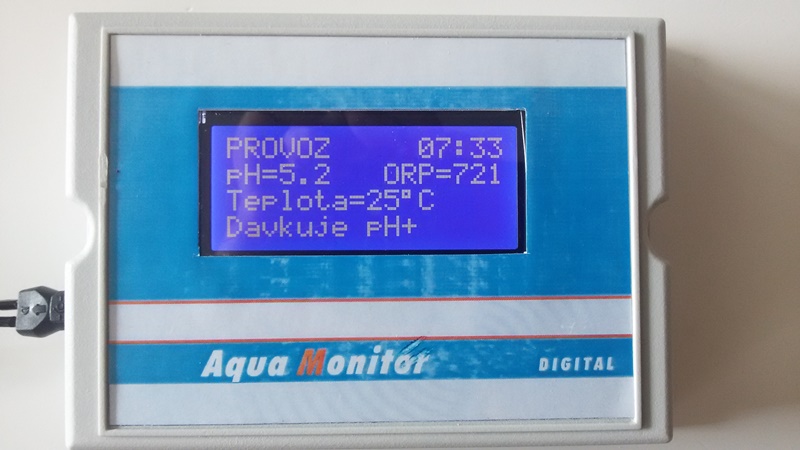 PROVOZ 07:33
pH=5.2 ORP=721
Teplota=25°C
Davkuje pH+
Aqua Monitor DIGITAL